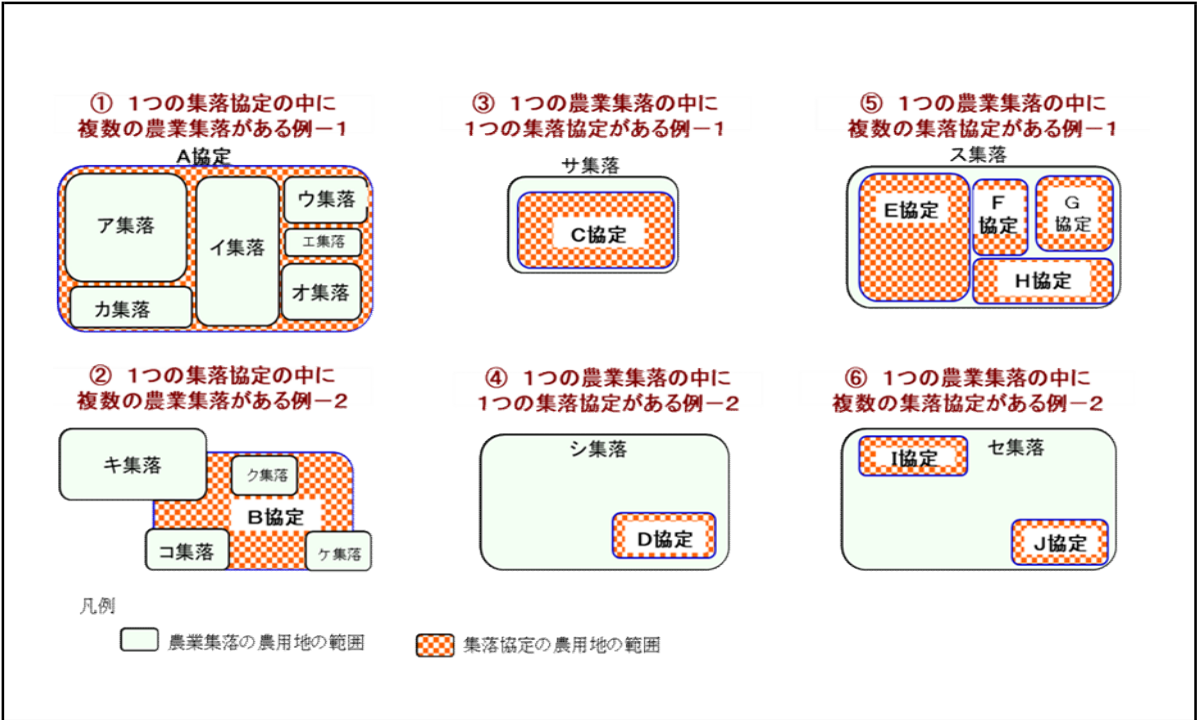 ① 1つの集落協定の中に
複数の農業集落がある例－1
A協定
ア集落
イ集落
ウ集落
エ集落
オ集落
カ集落
② 1つの集落協定の中に
複数の農業集落がある例－2
キ集落
ク集落
B協定
コ集落
ケ集落
③ 1つの農業集落の中に
1つの集落協定がある例－1
サ集落
C協定
④ 1つの農業集落の中に
1つの集落協定がある例－2
シ集落
D協定
⑤ 1つの農業集落の中に
複数の集落協定がある例－1
ス集落
E協定
F
協定
G
協定
H協定
⑥ 1つの農業集落の中に
複数の集落協定がある例－2
I協定
セ集落
J協定
凡例
農業集落の農用地の範囲
集落協定の農用地の範囲